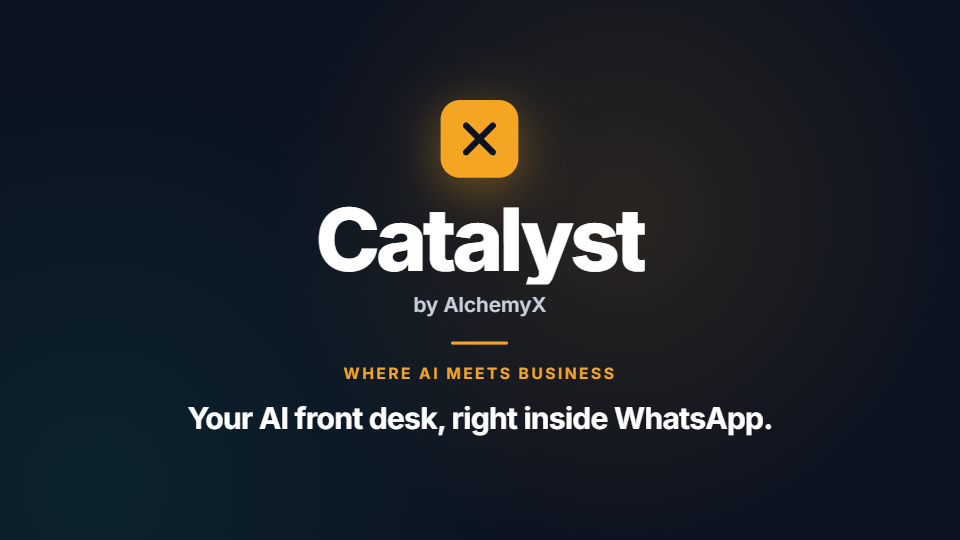 Catalyst
by AlchemyX
WHERE AI MEETS BUSINESS
Your AI front desk, right inside WhatsApp.